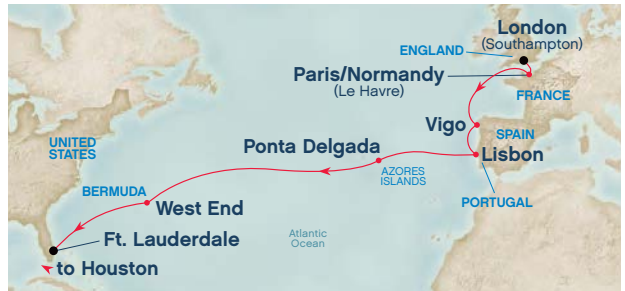 London
(Southampton)
ENGLAND
Paris/Normandy
(Le Havre)
FRANCE
Vigo
SPAIN
UNITED
STATES
Ponta Delgada
Lisbon
AZORES
ISLANDS
BERMUDA
PORTUGAL
West End
Ft. Lauderdale
Atlantic
Ocean
to Houston